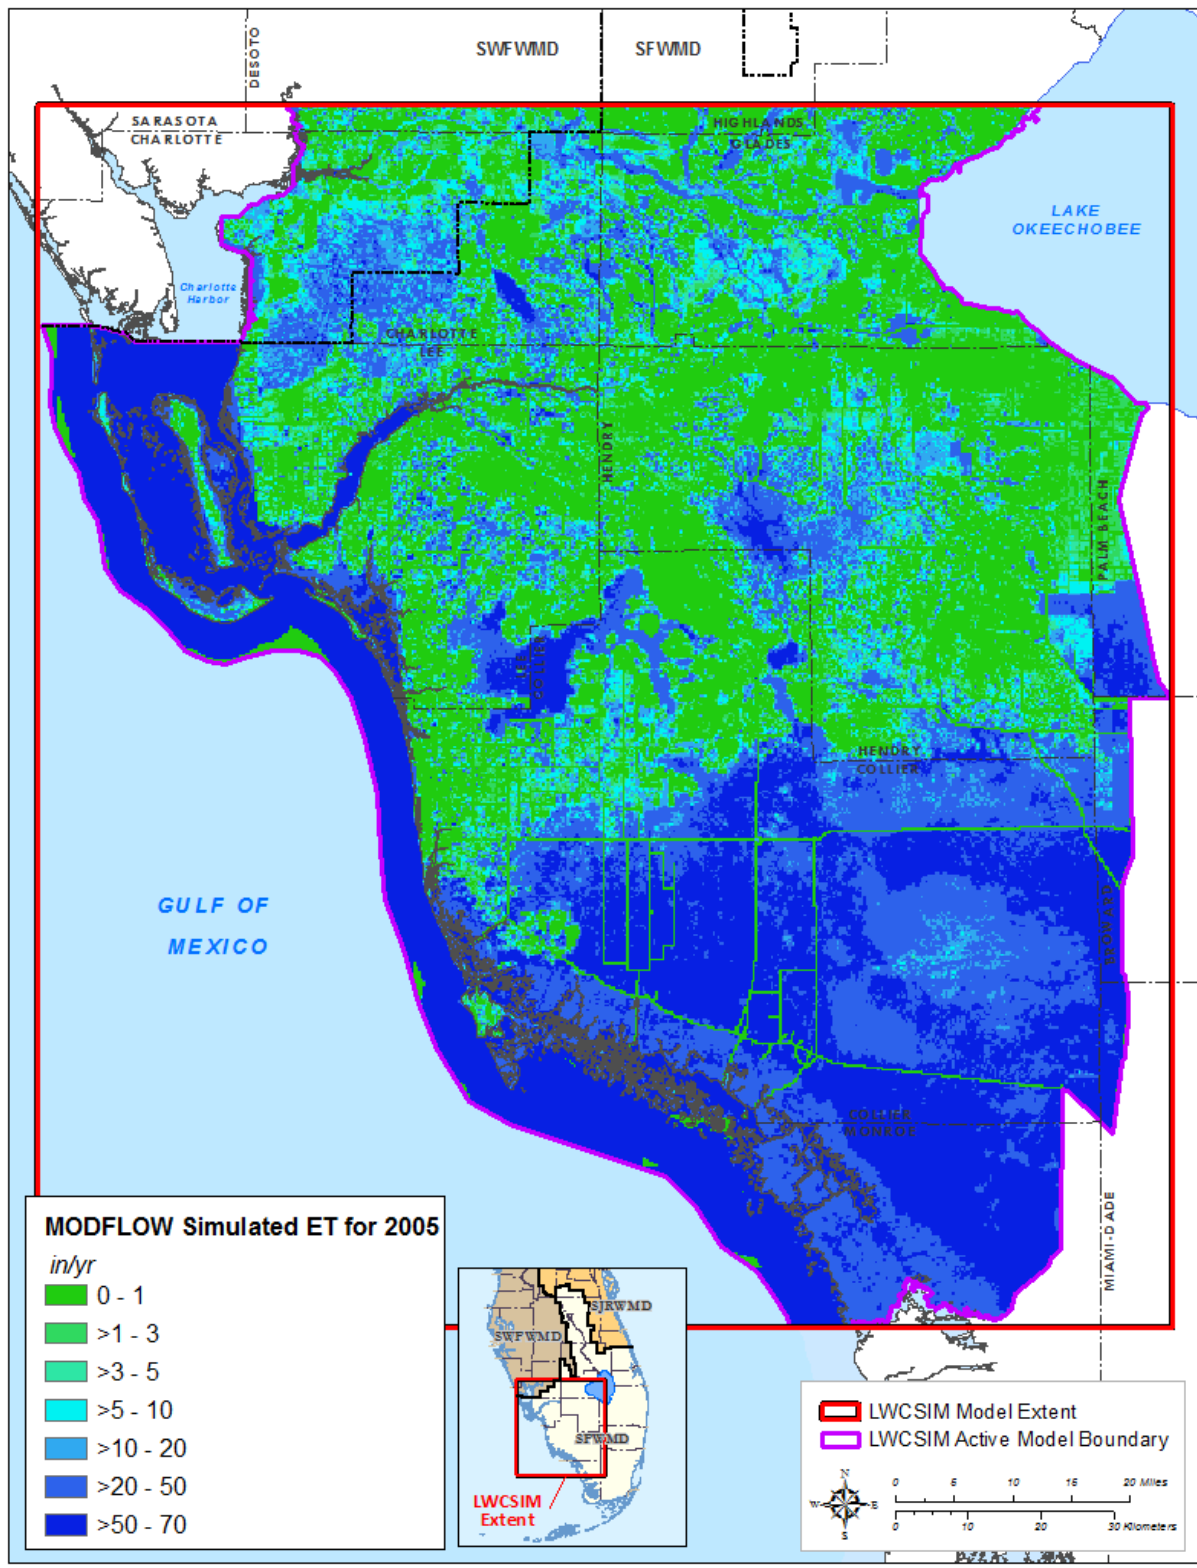 SWFWMD
SFWMD
DESOTO
SARASOTA
CHARLOTTE
HIGHLANDS
GLADES
LAKE
OKEECHOBEE
Charlotte
Harbor
CHARLOTTE
LEE
HENDRY
PALM BEACH
COLLIER
HENDRY
COLLIER
GULF OF
MEXICO
BROWARD
COLLIER
MONROE
MIAMI-DADE
MODFLOW Simulated ET for 2005
in/yr
0 - 1
>1 - 3
>3 - 5
>5 - 10
>10 - 20
>20 - 50
>50 - 70
SJRWMD
SWFWMD
SFWMD
LWCSIM
Extent
LWCSIM Model Extent
LWCSIM Active Model Boundary
N
W
E
S
0 5 10 15 20 Miles
0 10 20 30 Kilometers